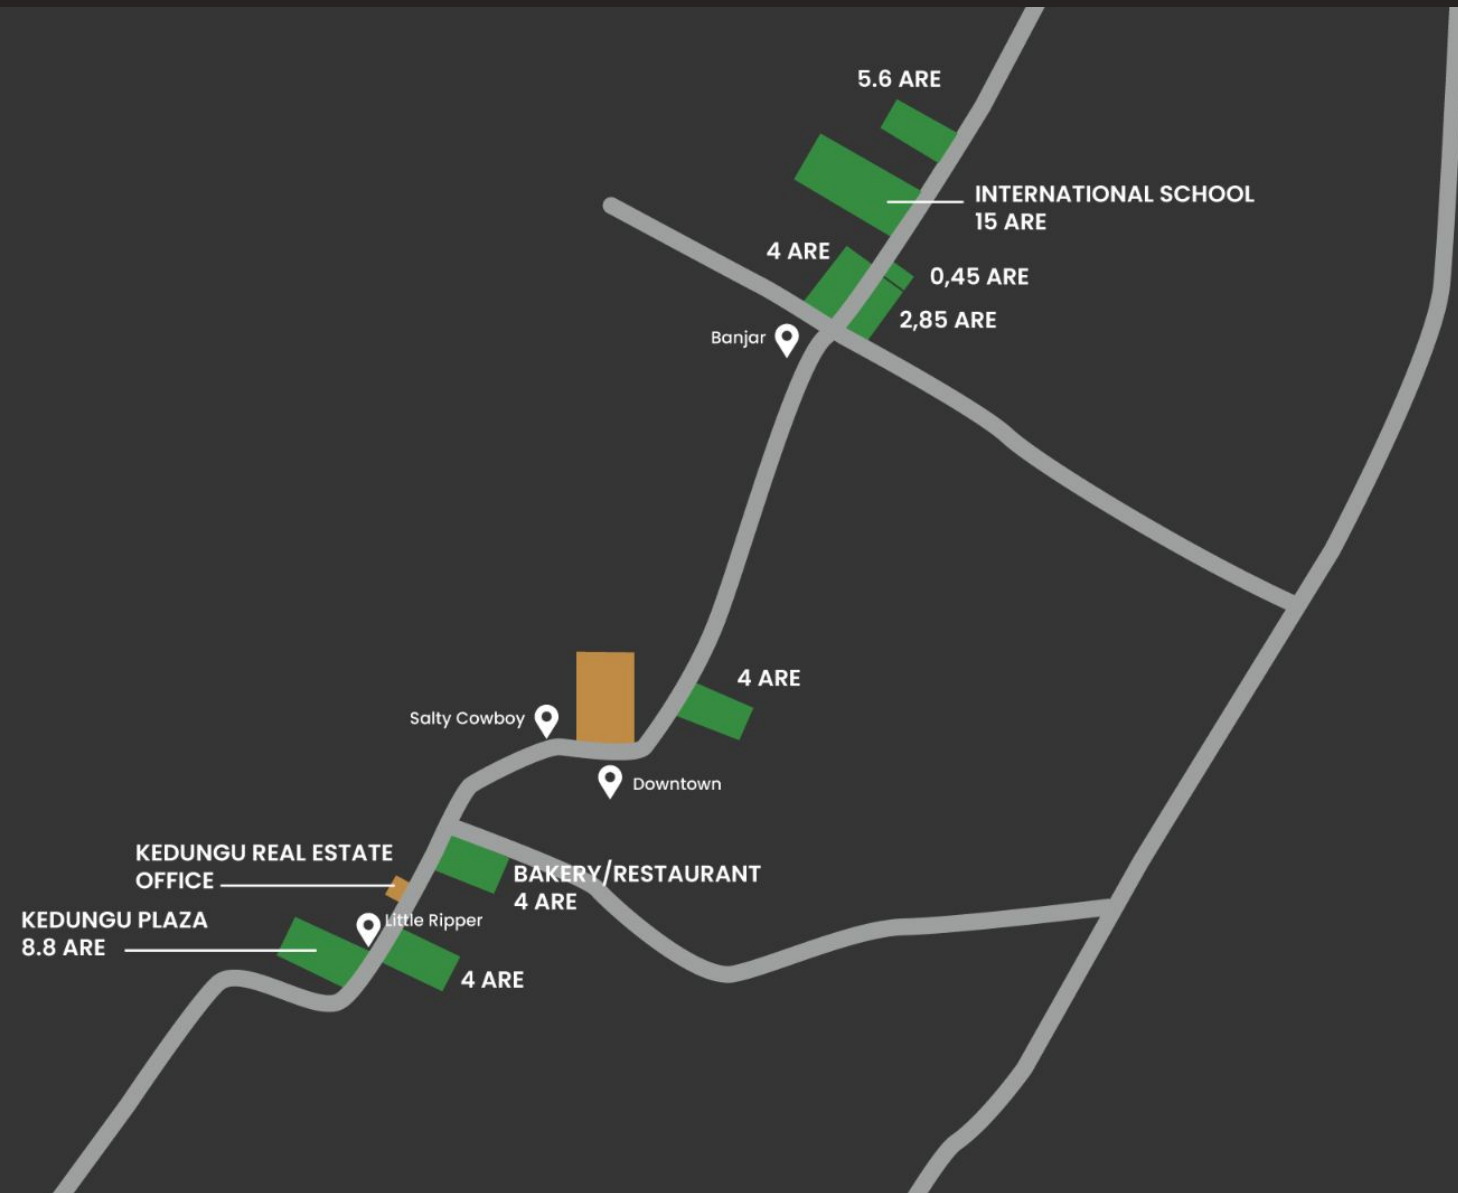 5.6 ARE
INTERNATIONAL SCHOOL
15 ARE
4 ARE
0,45 ARE
2,85 ARE
Banjar
4 ARE
Salty Cowboy
Downtown
KEDUNGU REAL ESTATE
OFFICE
BAKERY/RESTAURANT
4 ARE
KEDUNGU PLAZA
8.8 ARE
Little Ripper
4 ARE